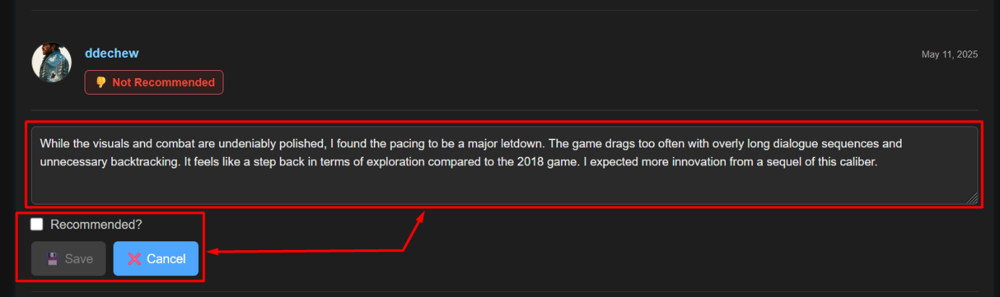 ddechew
May 11, 2025
👎 Not Recommended
While the visuals and combat are undeniably polished, I found the pacing to be a major letdown. The game drags too often with overly long dialogue sequences and
unnecessary backtracking. It feels like a step back in terms of exploration compared to the 2018 game. I expected more innovation from a sequel of this caliber.
Recommended?
💾 Save ❌ Cancel